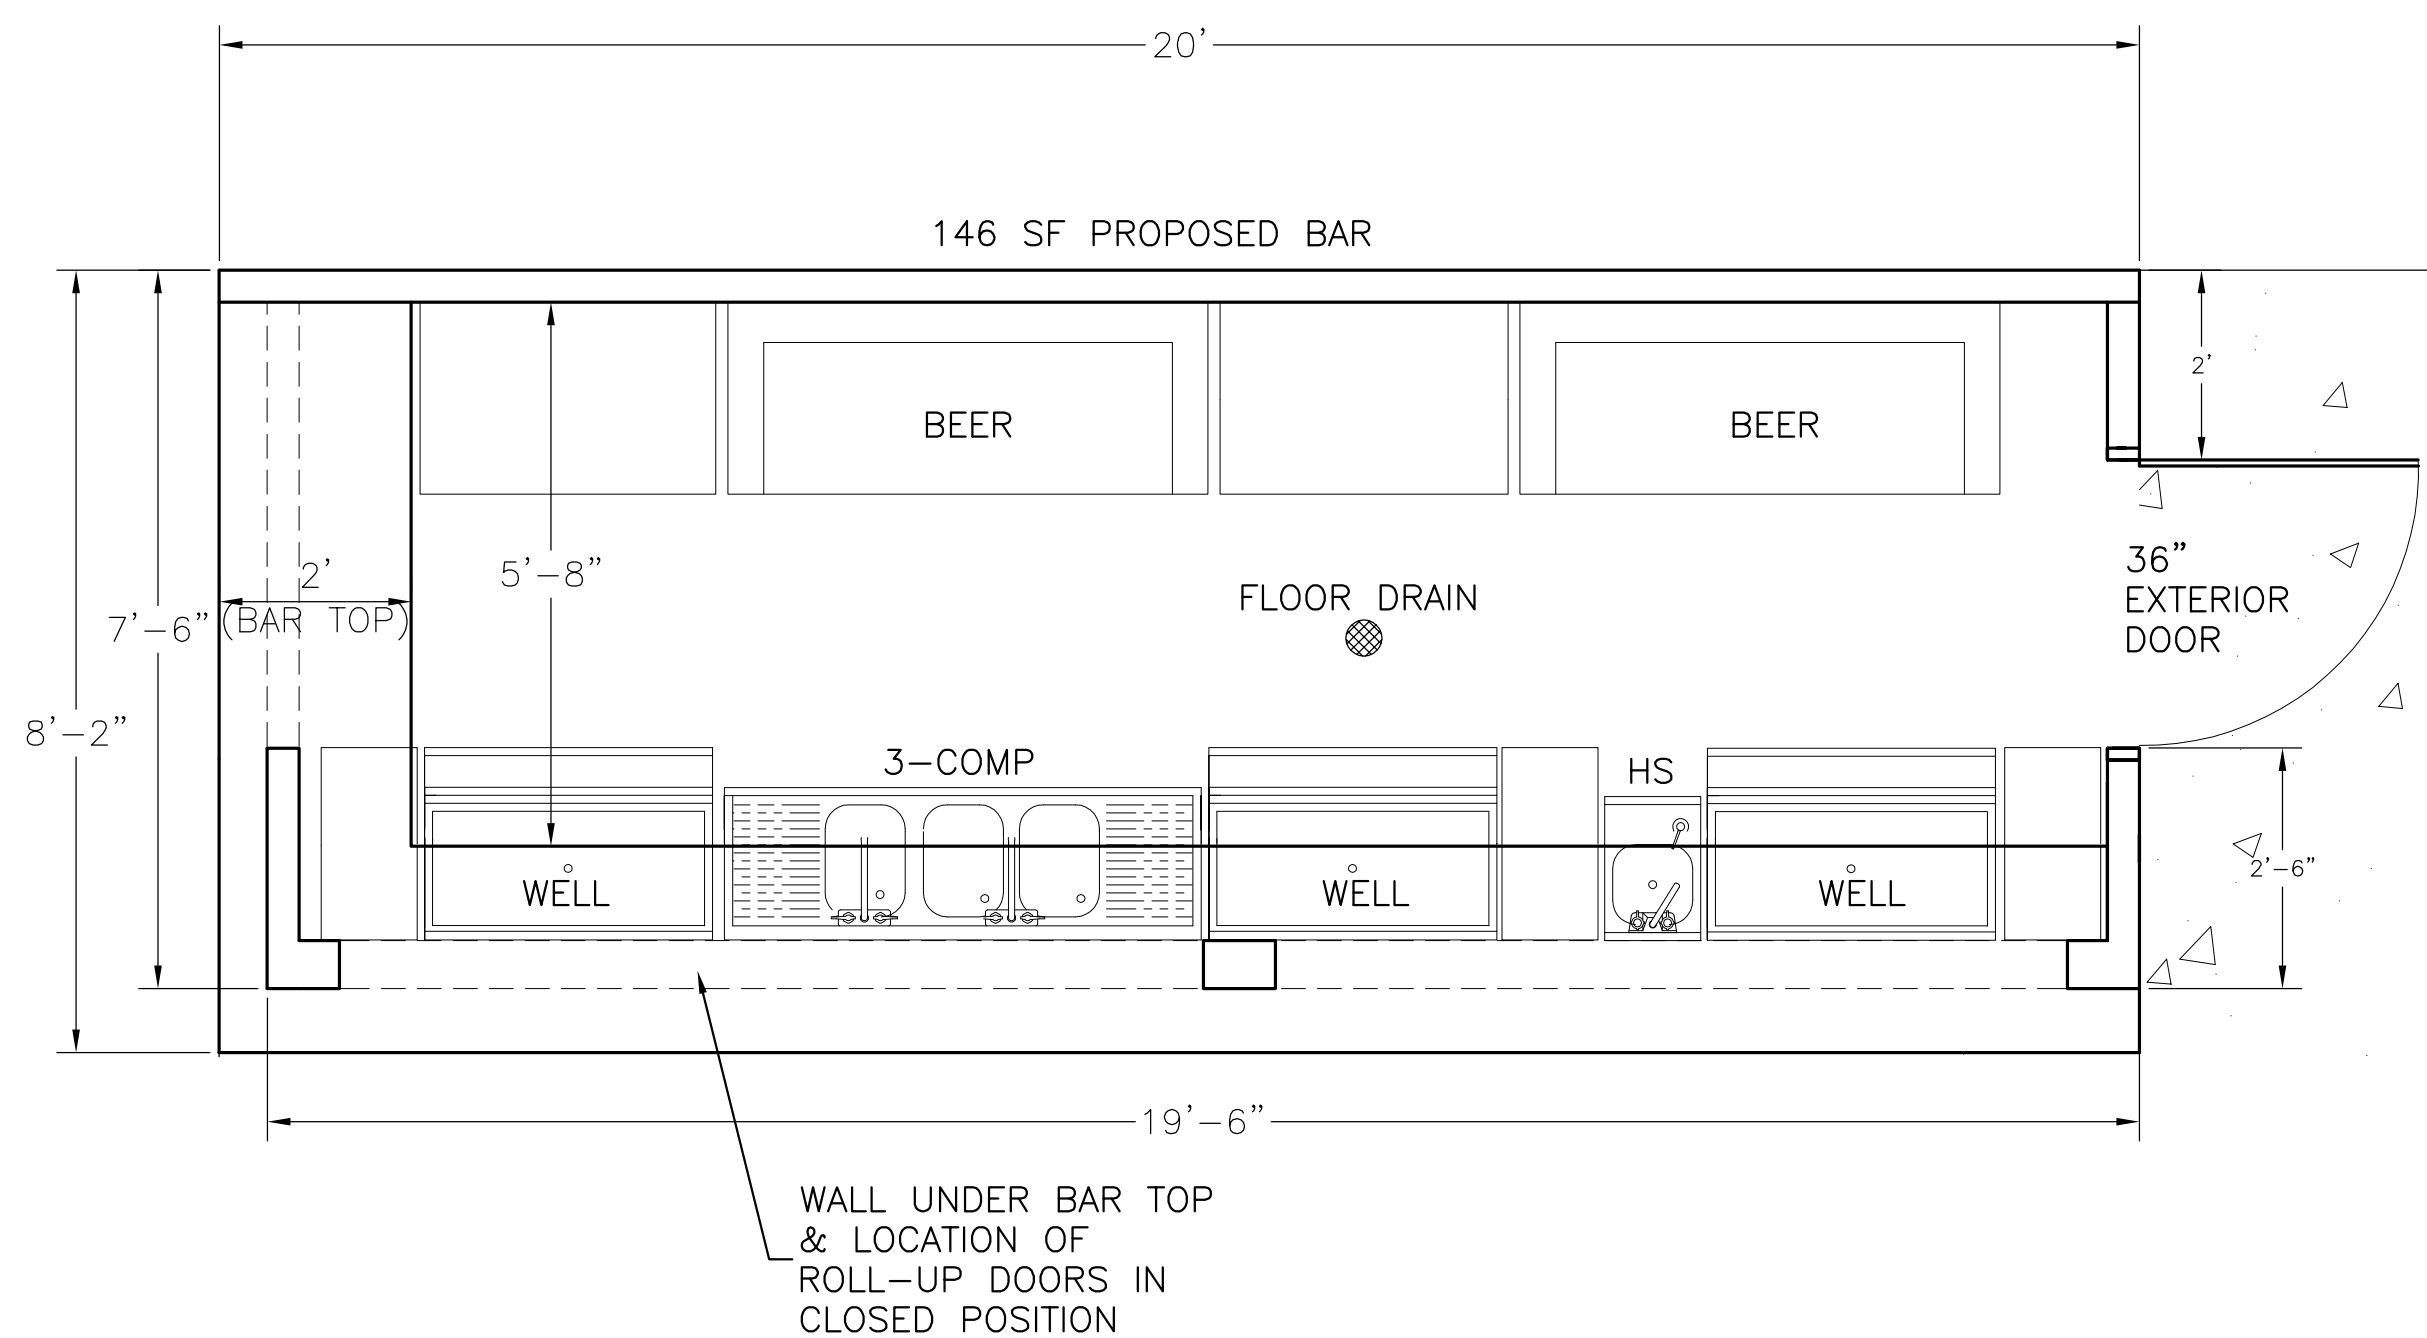 20'
146 SF PROPOSED BAR
2'
BEER
BEER
36”
EXTERIOR
DOOR
2'
(BAR TOP)
5'-8”
FLOOR DRAIN
7'-6”
8'-2”
3-COMP
HS
WELL
WELL
WELL
2'-6”
19'-6”
WALL UNDER BAR TOP
& LOCATION OF
ROLL-UP DOORS IN
CLOSED POSITION